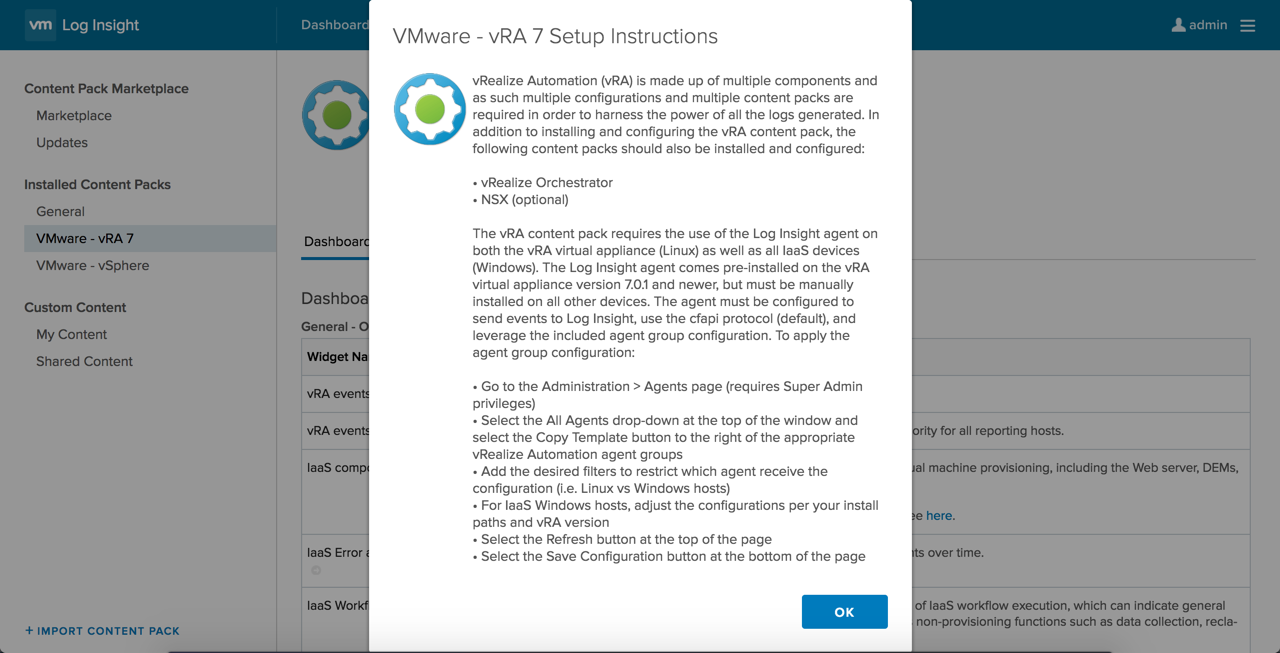 vm Log Insight
Dashboard
admin
Content Pack Marketplace
Marketplace
Updates
Installed Content Packs
General
VMware - vRA 7
VMware - vSphere
Custom Content
My Content
Shared Content
+ IMPORT CONTENT PACK
VMware - vRA 7 Setup Instructions
vRealize Automation (vRA) is made up of multiple components and
as such multiple configurations and multiple content packs are
required in order to harness the power of all the logs generated. In
addition to installing and configuring the vRA content pack, the
following content packs should also be installed and configured:
• vRealize Orchestrator
• NSX (optional)
The vRA content pack requires the use of the Log Insight agent on
both the vRA virtual appliance (Linux) as well as all IaaS devices
(Windows). The Log Insight agent comes pre-installed on the vRA
virtual appliance version 7.0.1 and newer, but must be manually
installed on all other devices. The agent must be configured to
send events to Log Insight, use the cfapi protocol (default), and
leverage the included agent group configuration. To apply the
agent group configuration:
• Go to the Administration > Agents page (requires Super Admin
privileges)
• Select the All Agents drop-down at the top of the window and
select the Copy Template button to the right of the appropriate
vRealize Automation agent groups
• Add the desired filters to restrict which agent receive the
configuration (i.e. Linux vs Windows hosts)
• For IaaS Windows hosts, adjust the configurations per your install
paths and vRA version
• Select the Refresh button at the top of the page
• Select the Save Configuration button at the bottom of the page
OK
Dashboard
Dashboa
General - O
Widget Na
vRA events
vRA events
ority for all reporting hosts.
IaaS compo
ual machine provisioning, including the Web server, DEMs,
ee here.
IaaS Error a
nts over time.
IaaS Workf
of IaaS workflow execution, which can indicate general
non-provisioning functions such as data collection, recla-